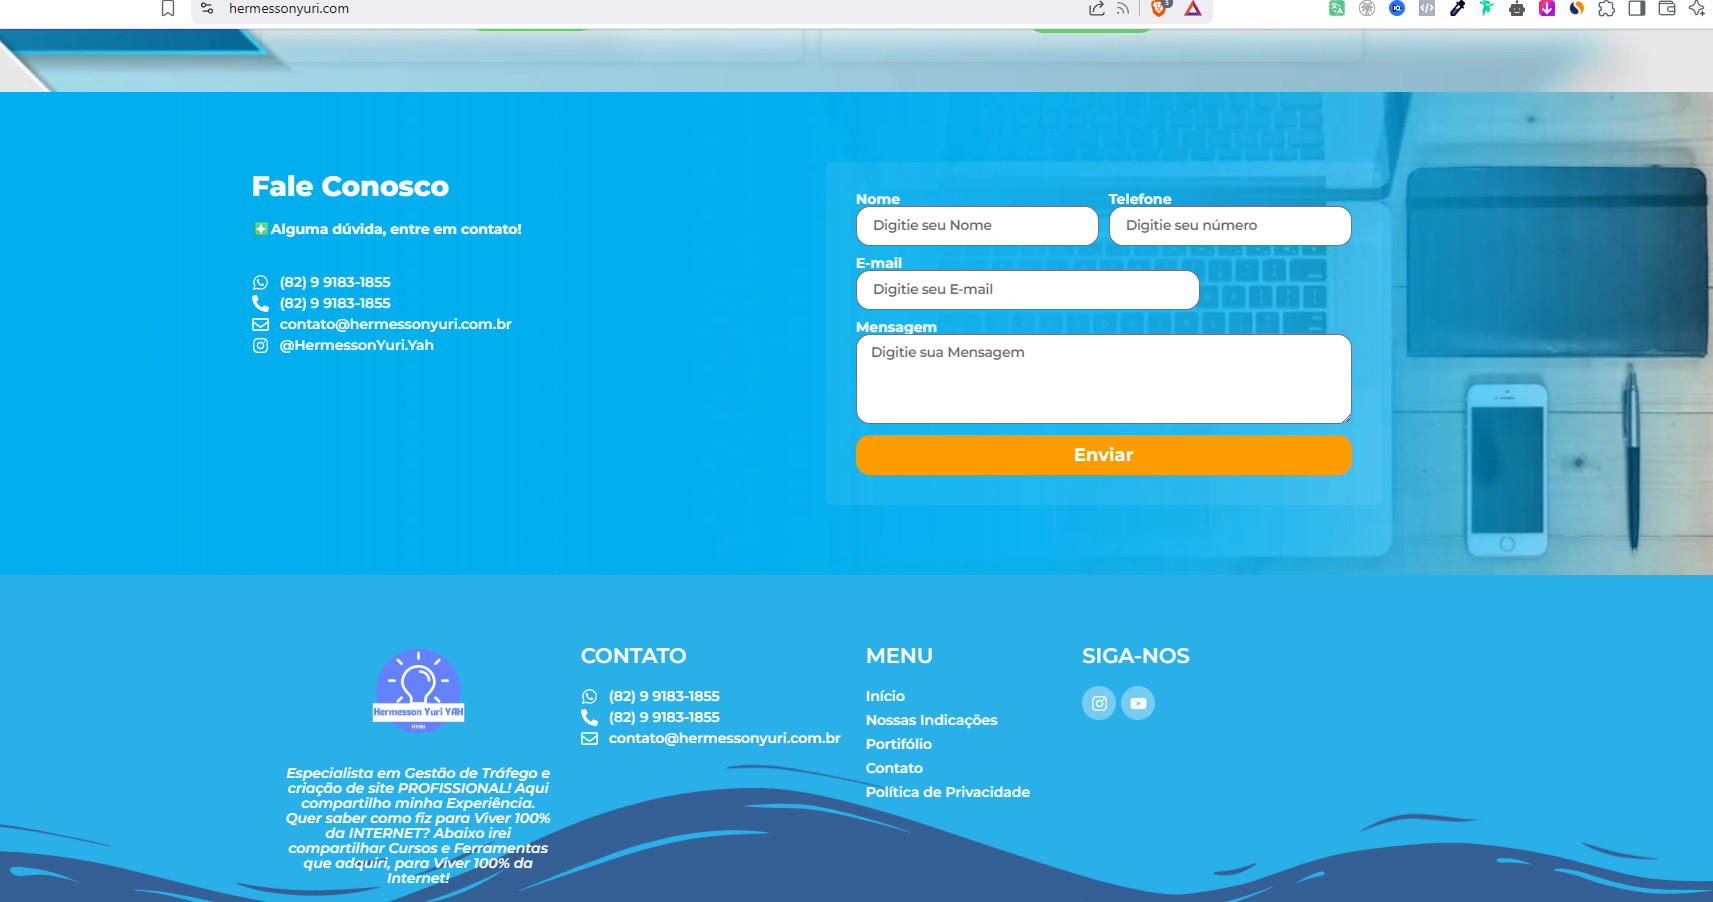 hermessonyuri.com
3
Fale Conosco
Alguma dúvida, entre em contato!
(82) 9 9183-1855
(82) 9 9183-1855
contato@hermessonyuri.com.br
@HermessonYuri.Yah
Nome
Telefone
Digitie seu Nome
Digitie seu número
E-mail
Digitie seu E-mail
Mensagem
Digitie sua Mensagem
Enviar
Hermesson Yuri YAH
HYAH
Especialista em Gestão de Tráfego e
criação de site PROFISSIONAL! Aqui
compartilho minha Experiência.
Quer saber como fiz para Viver 100%
da INTERNET? Abaixo irei
compartilhar Cursos e Ferramentas
que adquiri, para Viver 100% da
Internet!
CONTATO
(82) 9 9183-1855
(82) 9 9183-1855
contato@hermessonyuri.com.br
MENU
Início
Nossas Indicações
Portifólio
Contato
Política de Privacidade
SIGA-NOS